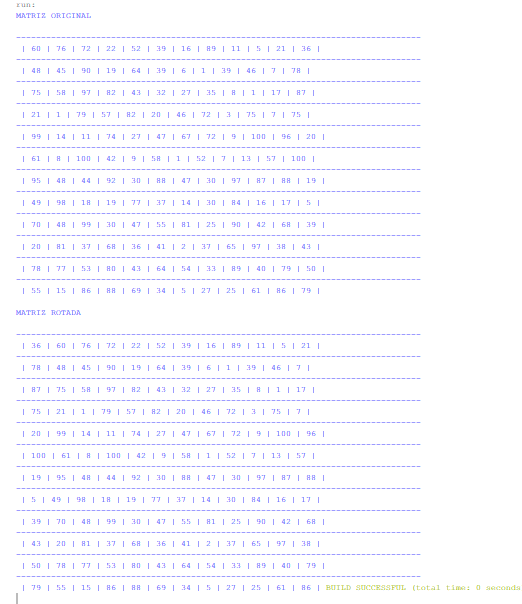 run:
MATRIZ ORIGINAL
----------------------------------------------------------------------
| 60 | 76 | 72 | 22 | 52 | 39 | 16 | 89 | 11 | 5 | 21 | 36 |
----------------------------------------------------------------------
| 48 | 45 | 90 | 19 | 64 | 39 | 6 | 1 | 39 | 46 | 7 | 78 |
----------------------------------------------------------------------
| 75 | 58 | 97 | 82 | 43 | 32 | 27 | 35 | 8 | 1 | 17 | 87 |
----------------------------------------------------------------------
| 21 | 1 | 79 | 57 | 82 | 20 | 46 | 72 | 3 | 75 | 7 | 75 |
----------------------------------------------------------------------
| 99 | 14 | 11 | 74 | 27 | 47 | 67 | 72 | 9 | 100 | 96 | 20 |
----------------------------------------------------------------------
| 61 | 8 | 100 | 42 | 9 | 58 | 1 | 52 | 7 | 13 | 57 | 100 |
----------------------------------------------------------------------
| 95 | 48 | 44 | 92 | 30 | 88 | 47 | 30 | 97 | 87 | 88 | 19 |
----------------------------------------------------------------------
| 49 | 98 | 18 | 19 | 77 | 37 | 14 | 30 | 84 | 16 | 17 | 5 |
----------------------------------------------------------------------
| 70 | 48 | 99 | 30 | 47 | 55 | 81 | 25 | 90 | 42 | 68 | 39 |
----------------------------------------------------------------------
| 20 | 81 | 37 | 68 | 36 | 41 | 2 | 37 | 65 | 97 | 38 | 43 |
----------------------------------------------------------------------
| 78 | 77 | 53 | 80 | 43 | 64 | 54 | 33 | 89 | 40 | 79 | 50 |
----------------------------------------------------------------------
| 55 | 15 | 86 | 88 | 69 | 34 | 5 | 27 | 25 | 61 | 86 | 79 |
MATRIZ ROTADA
----------------------------------------------------------------------
| 36 | 60 | 76 | 72 | 22 | 52 | 39 | 16 | 89 | 11 | 5 | 21 |
----------------------------------------------------------------------
| 78 | 48 | 45 | 90 | 19 | 64 | 39 | 6 | 1 | 39 | 46 | 7 |
----------------------------------------------------------------------
| 87 | 75 | 58 | 97 | 82 | 43 | 32 | 27 | 35 | 8 | 1 | 17 |
----------------------------------------------------------------------
| 75 | 21 | 1 | 79 | 57 | 82 | 20 | 46 | 72 | 3 | 75 | 7 |
----------------------------------------------------------------------
| 20 | 99 | 14 | 11 | 74 | 27 | 47 | 67 | 72 | 9 | 100 | 96 |
----------------------------------------------------------------------
| 100 | 61 | 8 | 100 | 42 | 9 | 58 | 1 | 52 | 7 | 13 | 57 |
----------------------------------------------------------------------
| 19 | 95 | 48 | 44 | 92 | 30 | 88 | 47 | 30 | 97 | 87 | 88 |
----------------------------------------------------------------------
| 5 | 49 | 98 | 18 | 19 | 77 | 37 | 14 | 30 | 84 | 16 | 17 |
----------------------------------------------------------------------
| 39 | 70 | 48 | 99 | 30 | 47 | 55 | 81 | 25 | 90 | 42 | 68 |
----------------------------------------------------------------------
| 43 | 20 | 81 | 37 | 68 | 36 | 41 | 2 | 37 | 65 | 97 | 38 |
----------------------------------------------------------------------
| 50 | 78 | 77 | 53 | 80 | 43 | 64 | 54 | 33 | 89 | 40 | 79 |
----------------------------------------------------------------------
| 79 | 55 | 15 | 86 | 88 | 69 | 34 | 5 | 27 | 25 | 61 | 86 | BUILD SUCCESSFUL (total time: 0 seconds